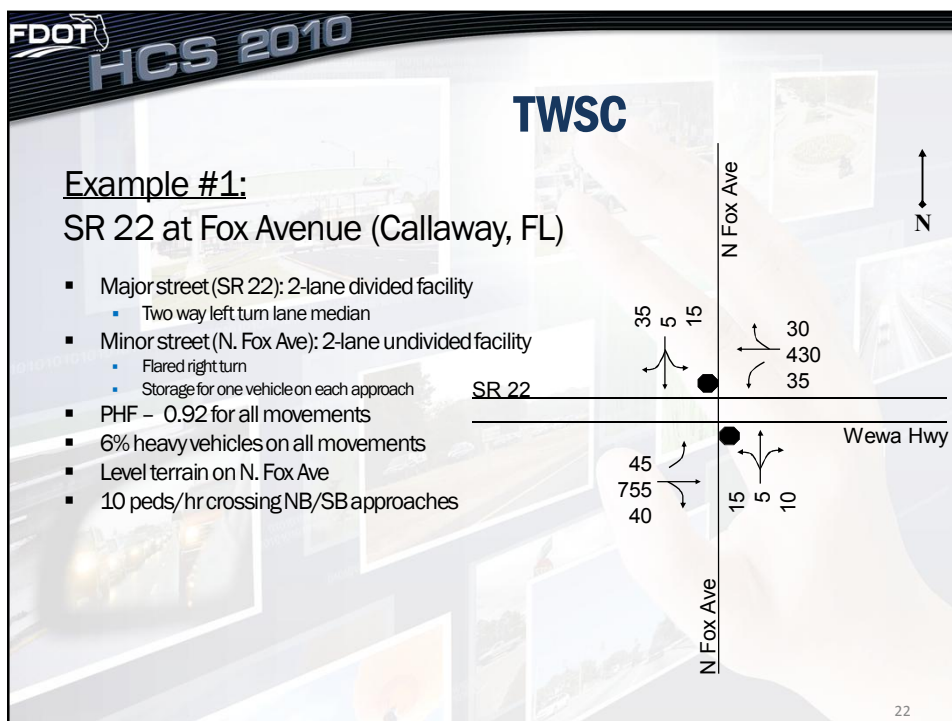 FDOT
HCS 2010
TWSC
Example #1:
SR 22 at Fox Avenue (Callaway, FL)
▪ Major street (SR 22): 2-lane divided facility
▪ Two way left turn lane median
▪ Minor street (N. Fox Ave): 2-lane undivided facility
▪ Flared right turn
▪ Storage for one vehicle on each approach
▪ PHF – 0.92 for all movements
▪ 6% heavy vehicles on all movements
▪ Level terrain on N. Fox Ave
▪ 10 peds/hr crossing NB/SB approaches
N Fox Ave
N
35 5 15
30
430
35
SR 22
Wewa Hwy
45
755
40
15 5 10
N Fox Ave
22